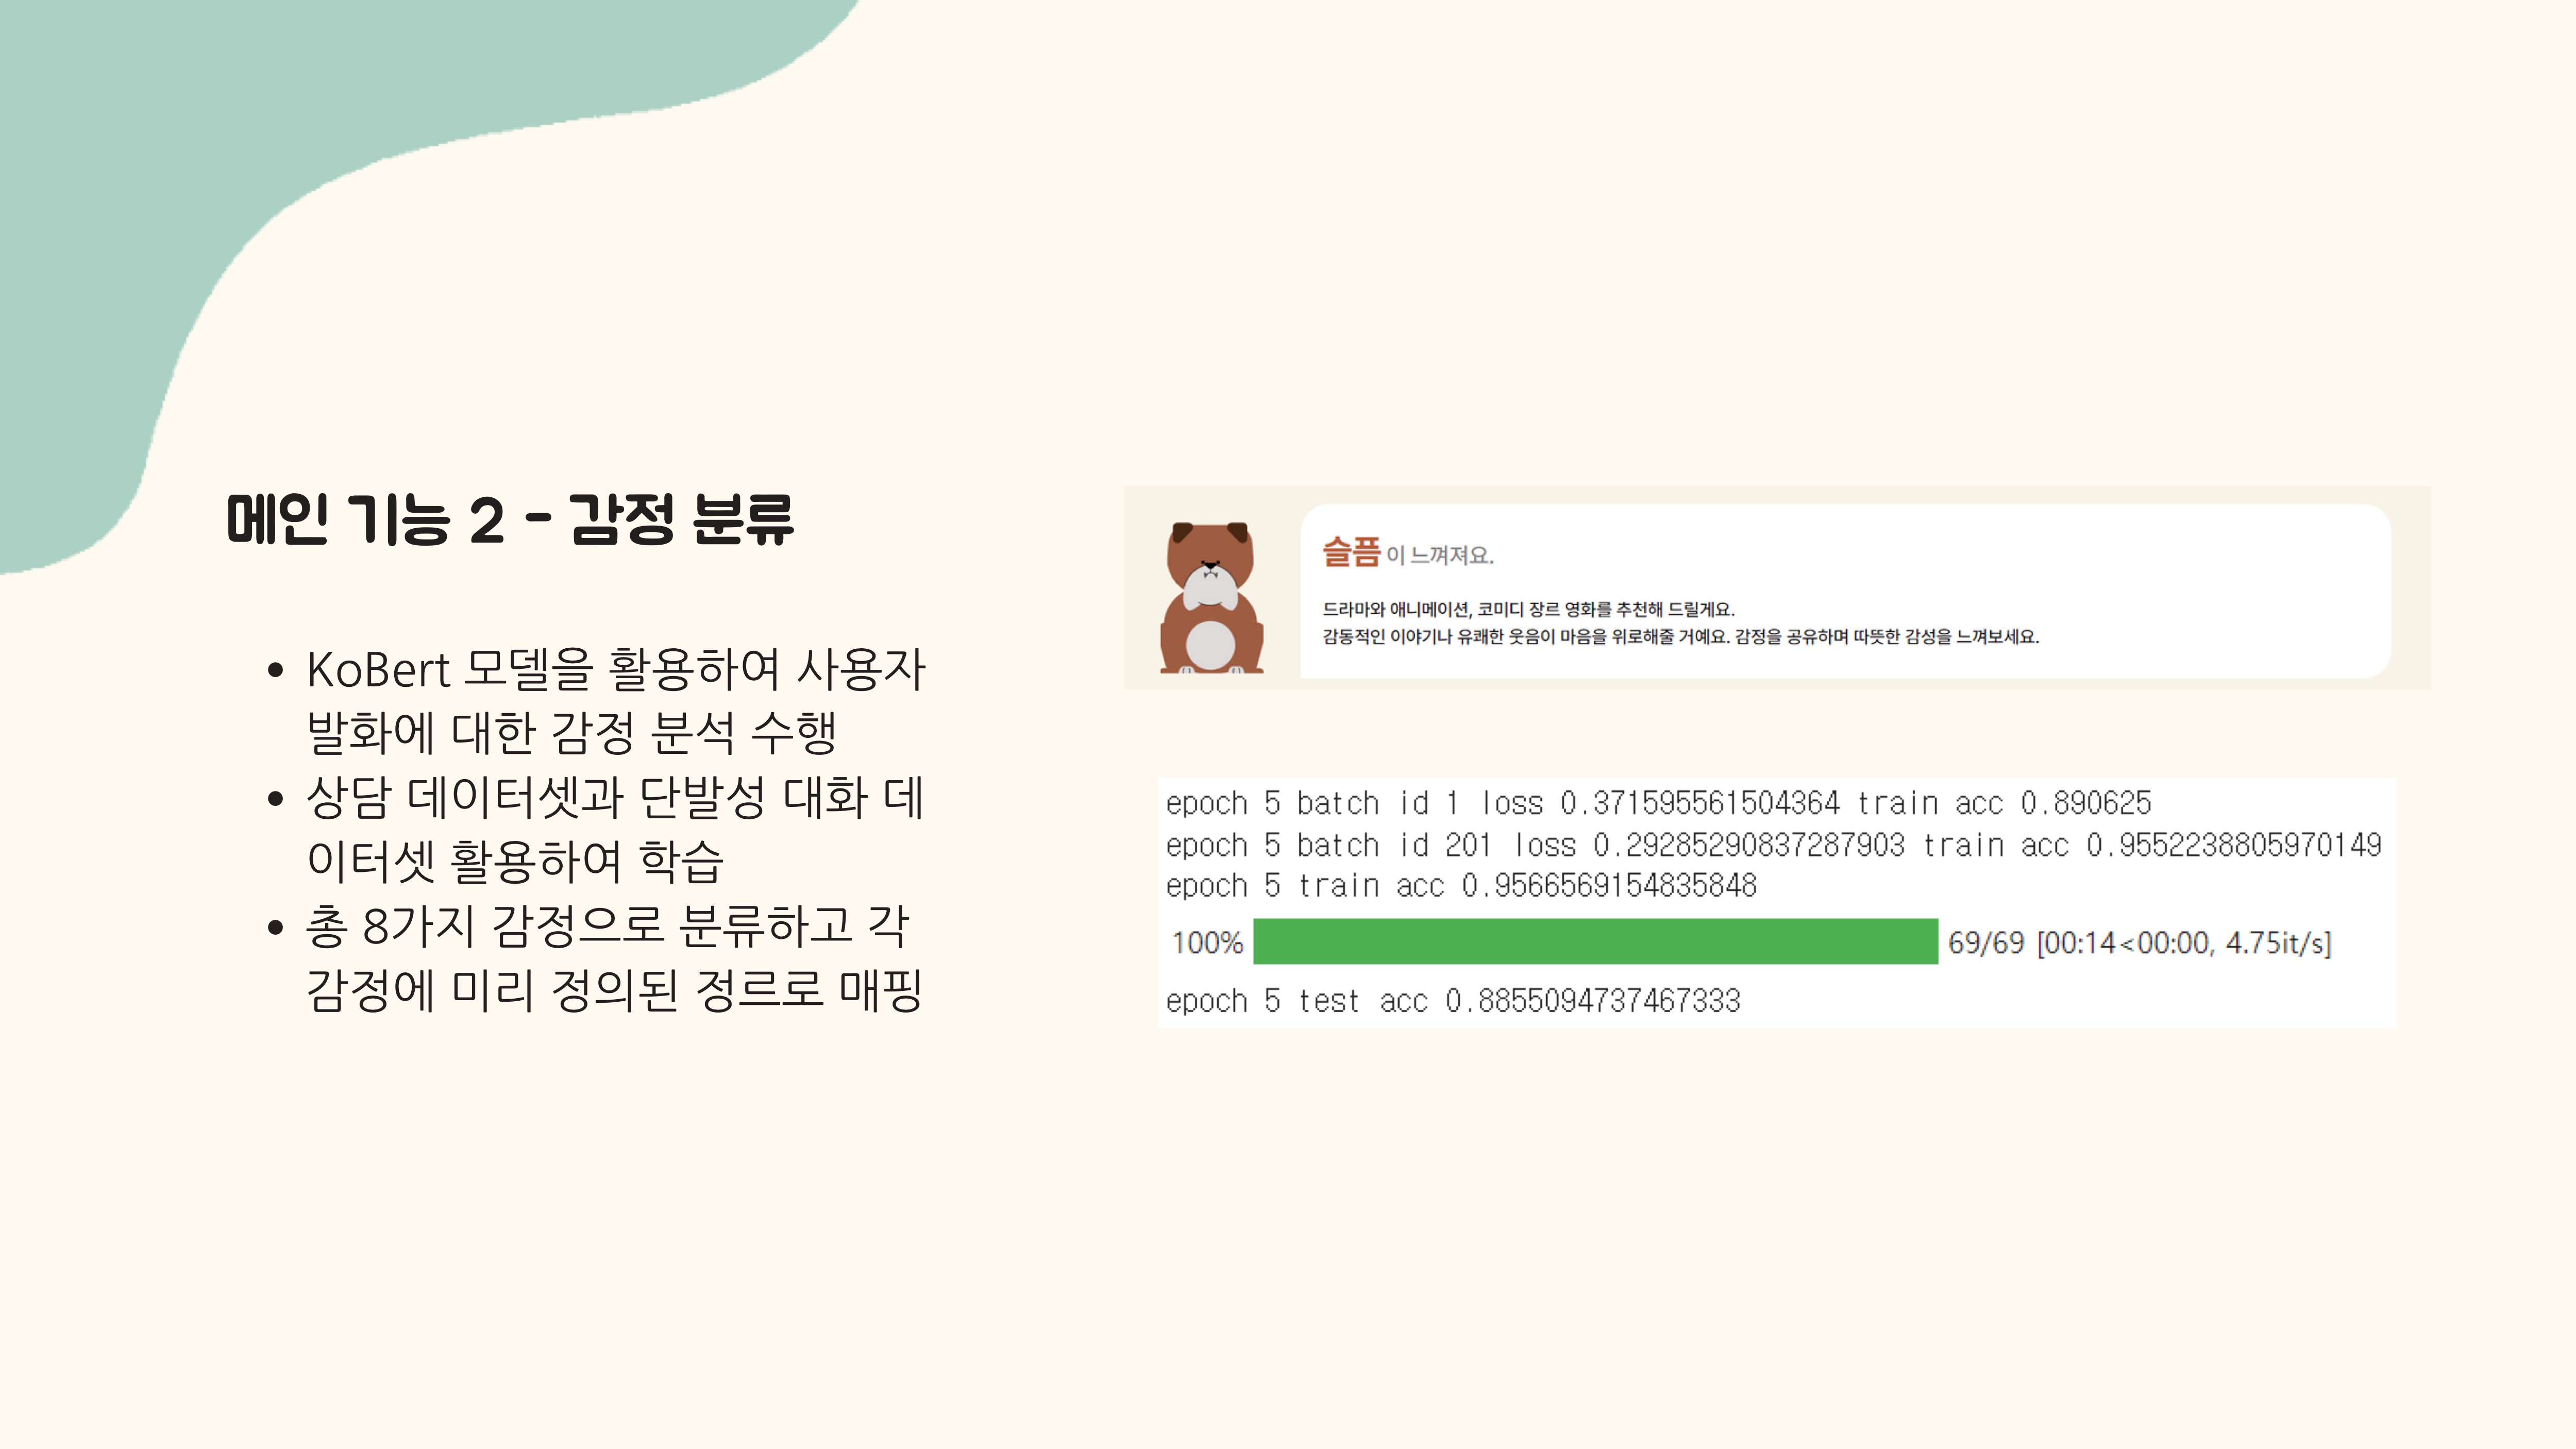 메인 기능 2 - 감정 분류
• KoBert 모델을 활용하여 사용자
발화에 대한 감정 분석 수행
• 상담 데이터셋과 단발성 대화 데
이터셋 활용하여 학습
• 총 8가지 감정으로 분류하고 각
감정에 미리 정의된 정르로 매핑
슬픔 이 느껴져요.
드라마와 애니메이션, 코미디 장르 영화를 추천해 드릴게요.
감동적인 이야기나 유쾌한 웃음이 마음을 위로해줄 거예요. 감정을 공유하며 따뜻한 감성을 느껴보세요.
epoch 5 batch id 1 loss 0.371595561504364 train acc 0.890625
epoch 5 batch id 201 loss 0.29285290837287903 train acc 0.9552238805970149
epoch 5 train acc 0.9566569154835848
100% 69/69 [00:14<00:00, 4.75it/s]
epoch 5 test acc 0.8855094737467333